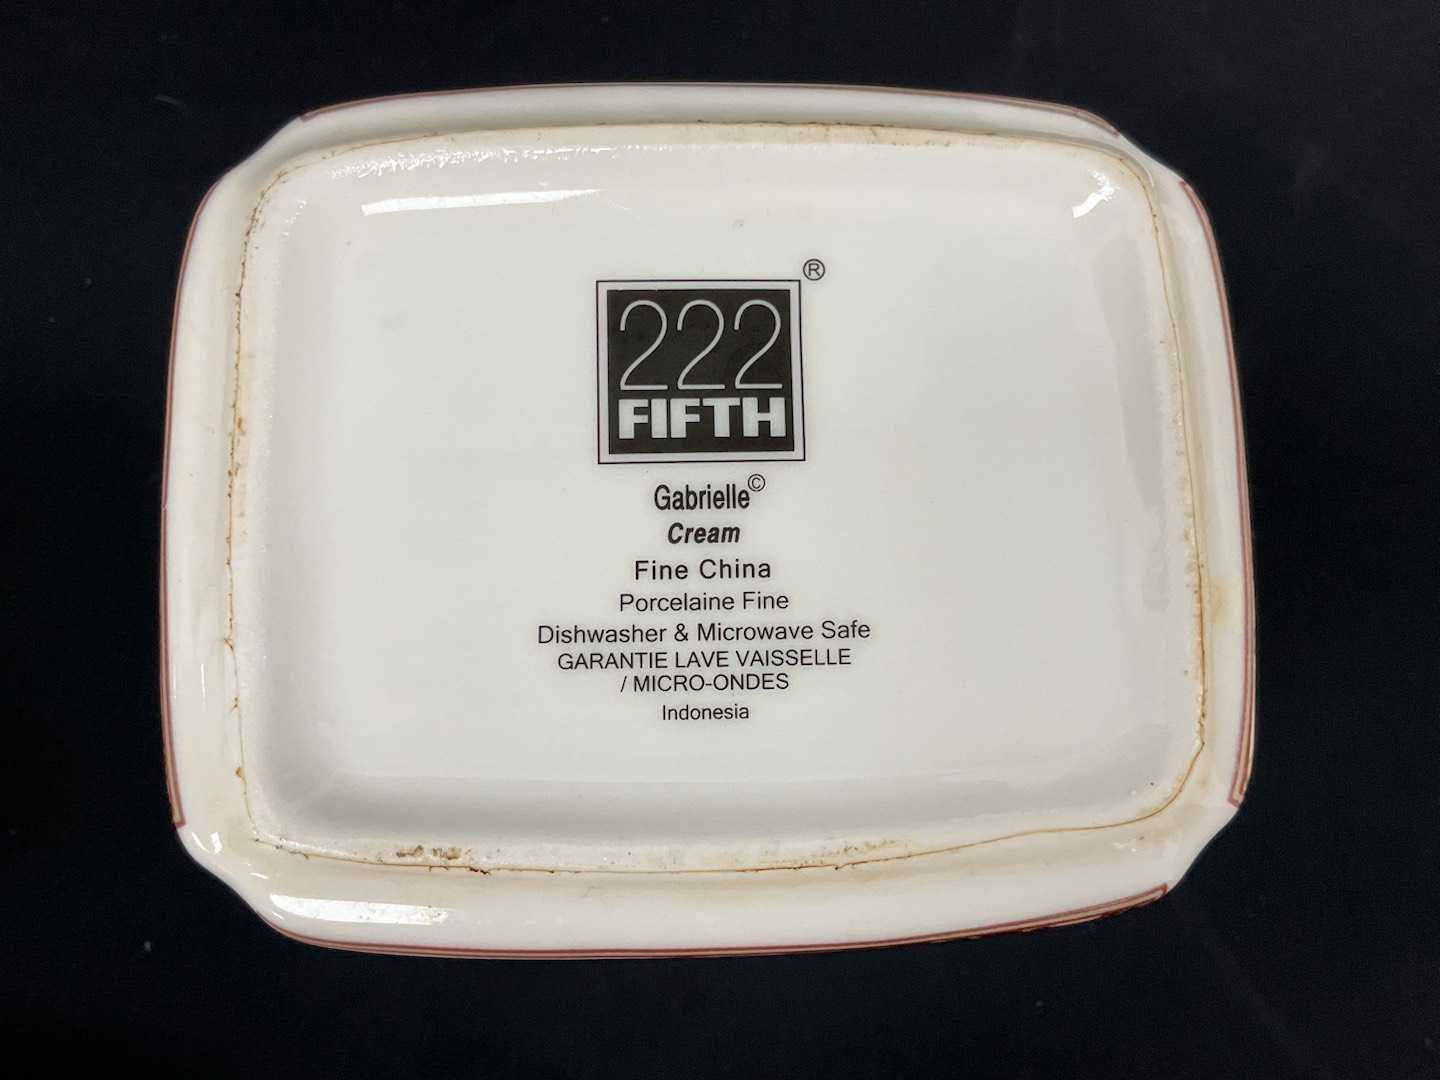 ®
222
FIFTH
Gabrielle©
Cream
Fine China
Porcelaine Fine
Dishwasher & Microwave Safe
GARANTIE LAVE VAISSELLE
/ MICRO-ONDES
Indonesia